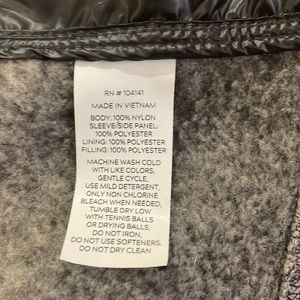 RN # 104141
MADE IN VIETNAM
BODY: 100% NYLON
SLEEVE/SIDE PANEL:
100% POLYESTER
LINING: 100% POLYESTER
FILLING: 100% POLYESTER
MACHINE WASH COLD
WITH LIKE COLORS,
GENTLE CYCLE,
USE MILD DETERGENT,
ONLY NON CHLORINE
BLEACH WHEN NEEDED,
TUMBLE DRY LOW
WITH TENNIS BALLS
OR DRYING BALLS,
DO NOT IRON,
DO NOT USE SOFTENERS.
DO NOT DRY CLEAN